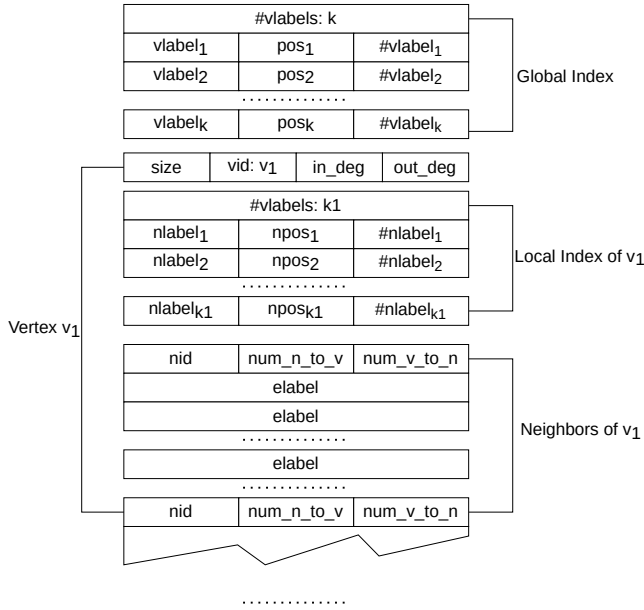 #vlabels: k
vlabel1 pos1 #vlabel1
Global Index
vlabel2 pos2 #vlabel2
..............
vlabelk posk #vlabelk
size vid: v1 in_deg out_deg
#vlabels: k1
nlabel1 npos1 #nlabel1
Local Index of v1
nlabel2 npos2 #nlabel2
..............
nlabelk1 nposk1 #nlabelk1
Vertex v1
nid num_n_to_v num_v_to_n
elabel
elabel
Neighbors of v1
..............
elabel
..............
nid num_n_to_v num_v_to_n
..............